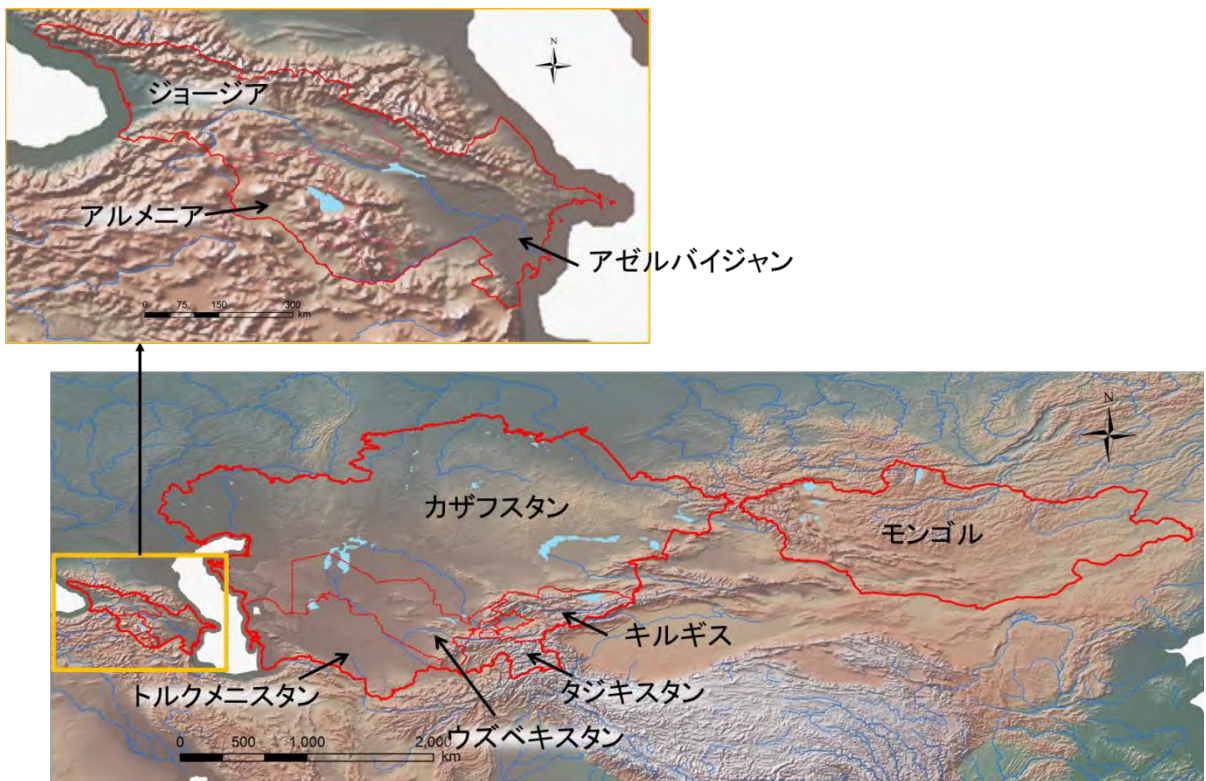 N
ジョージア
アルメニア
アゼルバイジャン
0 75 150 300
km
N
カザフスタン
モンゴル
キルギス
トルクメニスタン
タジキスタン
ウズベキスタン
0 500 1,000 2,000
km